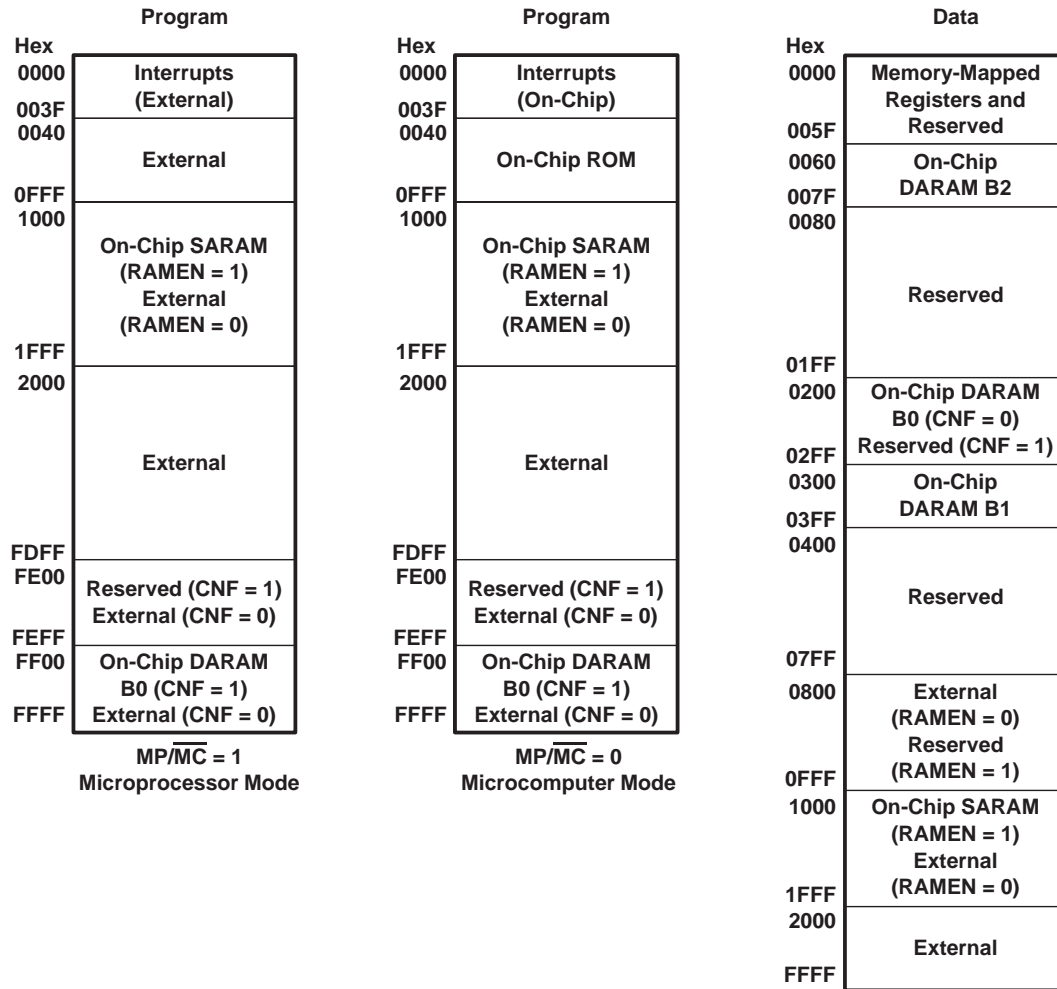 Program
Hex
0000
Interrupts
(External)
003F
0040
External
0FFF
1000
On-Chip SARAM
(RAMEN = 1)
External
(RAMEN = 0)
1FFF
2000
External
FDFF
FE00
Reserved (CNF = 1)
External (CNF = 0)
FEFF
FF00
On-Chip DARAM
B0 (CNF = 1)
External (CNF = 0)
FFFF
MP/M̅C̅ = 1
Microprocessor Mode
Program
Hex
0000
Interrupts
(On-Chip)
003F
0040
On-Chip ROM
0FFF
1000
On-Chip SARAM
(RAMEN = 1)
External
(RAMEN = 0)
1FFF
2000
External
FDFF
FE00
Reserved (CNF = 1)
External (CNF = 0)
FEFF
FF00
On-Chip DARAM
B0 (CNF = 1)
External (CNF = 0)
FFFF
MP/M̅C̅ = 0
Microcomputer Mode
Data
Hex
0000
Memory-Mapped
Registers and
Reserved
005F
0060
On-Chip
DARAM B2
007F
0080
Reserved
01FF
0200
On-Chip DARAM
B0 (CNF = 0)
Reserved (CNF = 1)
02FF
0300
On-Chip
DARAM B1
03FF
0400
Reserved
07FF
0800
External
(RAMEN = 0)
Reserved
(RAMEN = 1)
0FFF
1000
On-Chip SARAM
(RAMEN = 1)
External
(RAMEN = 0)
1FFF
2000
External
FFFF